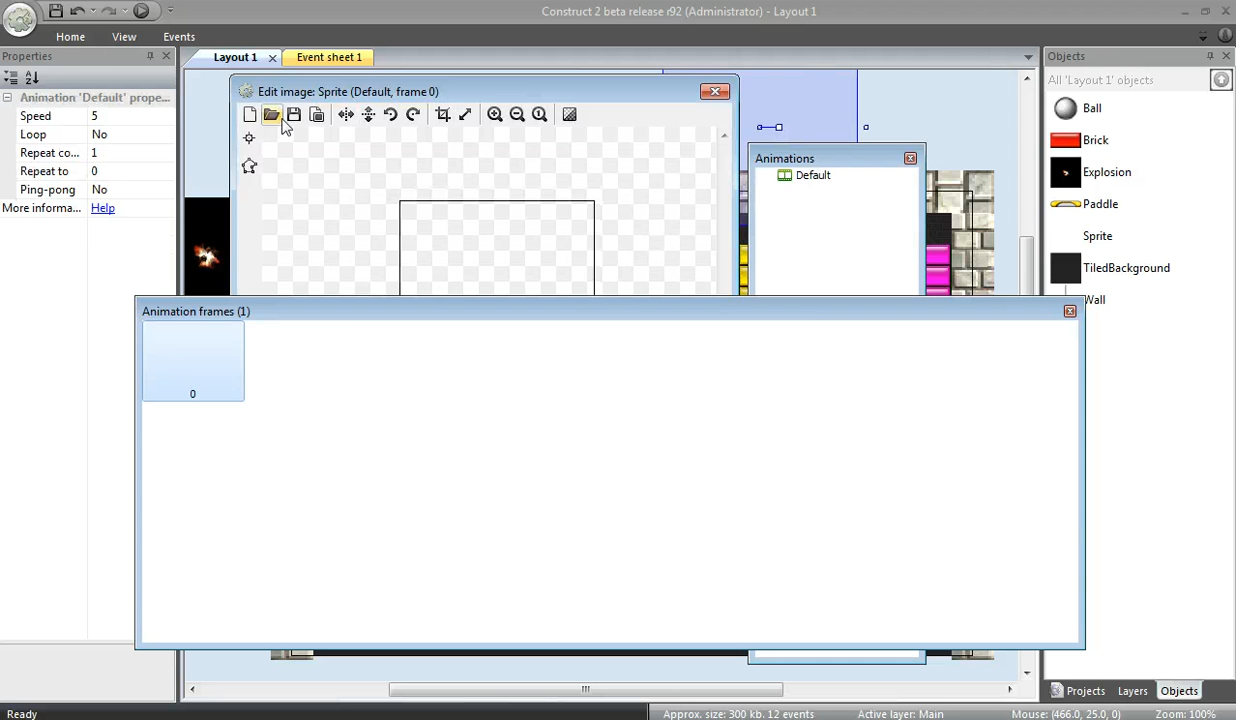 Construct 2 beta release r92 (Administrator) - Layout 1
Home View Events
Properties
Layout 1 Event sheet 1
Objects
Animation 'Default' prope...
Speed 5
Loop No
Repeat co... 1
Repeat to 0
Ping-pong No
More informa... Help
Edit image: Sprite (Default, frame 0)
Animations
Default
All 'Layout 1' objects
Ball
Brick
Explosion
Paddle
Sprite
TiledBackground
Wall
Animation frames (1)
0
Projects Layers Objects
Ready
Approx. size: 300 kb. 12 events Active layer: Main Mouse: (466.0, 25.0, 0) Zoom: 100%